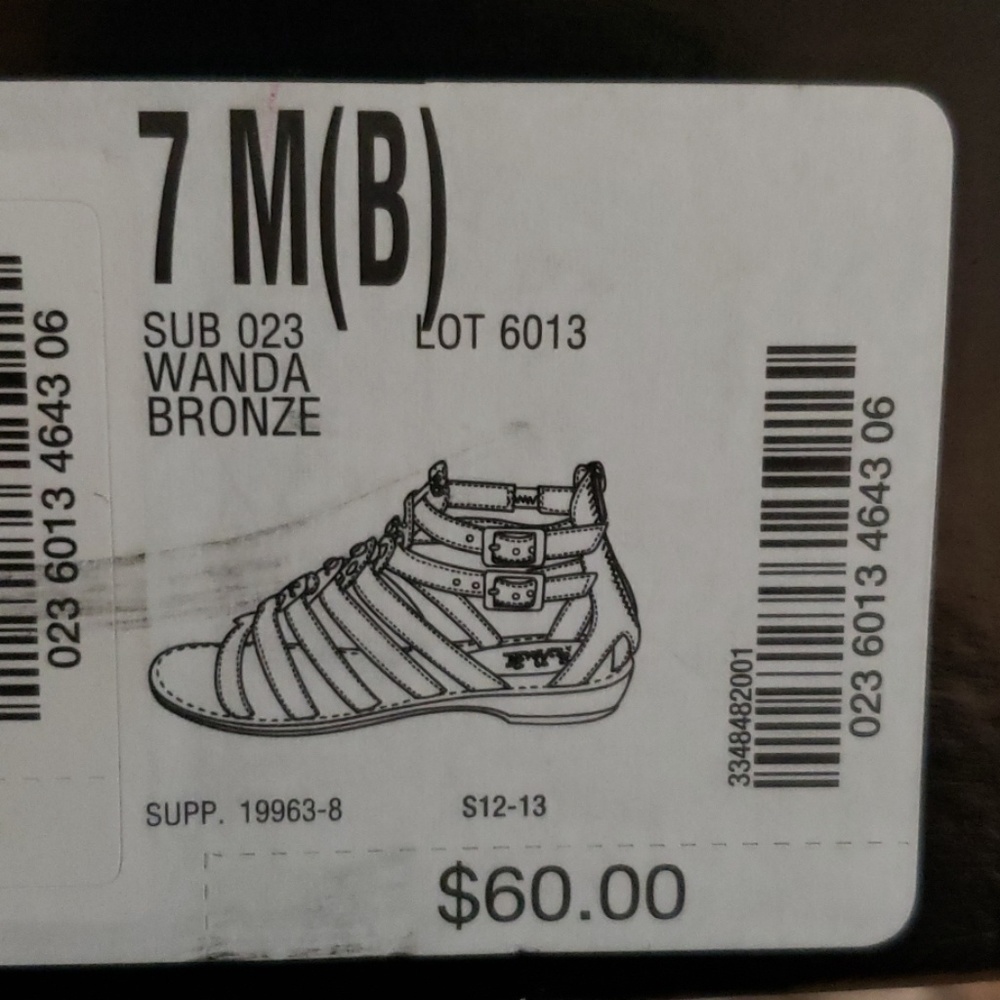 7 M(B)
SUB 023 LOT 6013
WANDA
BRONZE
023 6013 4643 06
023 6013 4643 06
3348482001
SUPP. 19963-8 S12-13
$60.00